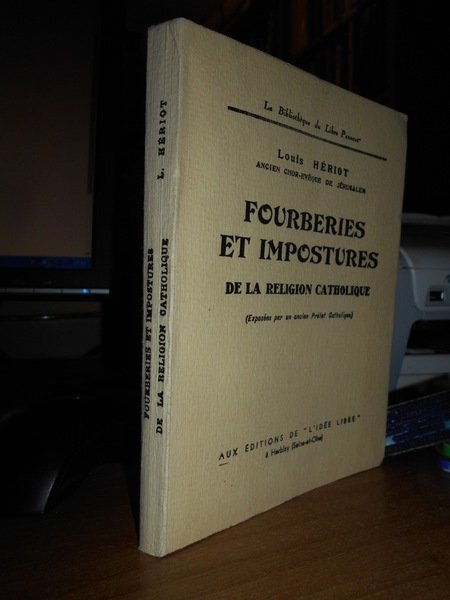 La Bibliothèque du Libre Penseur
Louis HÉRIOT
ANCIEN CHOR-EVÊQUE DE JÉRUSALEM
FOURBERIES
ET IMPOSTURES
DE LA RELIGION CATHOLIQUE
(Exposées par un ancien Prélat Catholique)
AUX EDITIONS DE "L'IDÉE LIBRE"
à Herblay (Seine-et-Oise)
L. HÉRIOT
FOURBERIES ET IMPOSTURES
DE LA RELIGION CATHOLIQUE